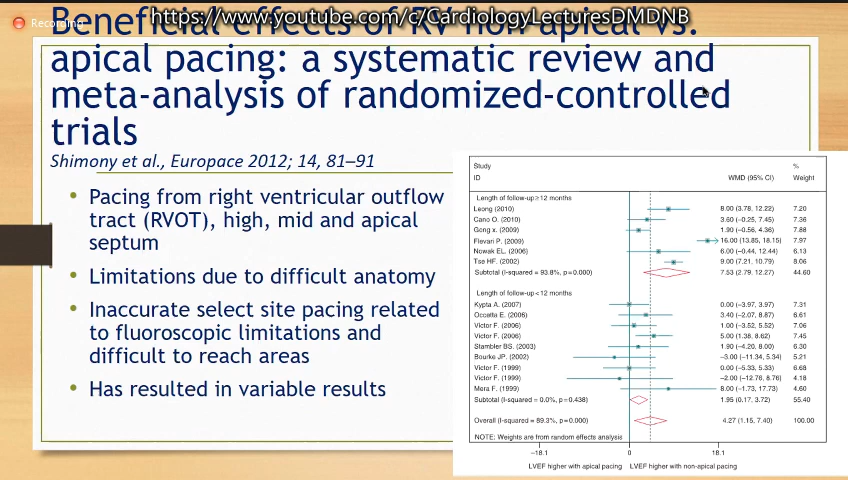 Recording
https://www.youtube.com/c/CardiologyLecturesDMDNB
Beneficial effects of RV non-apical vs.
apical pacing: a systematic review and
meta-analysis of randomized-controlled
trials
Shimony et al., Europace 2012; 14, 81–91
• Pacing from right ventricular outflow
tract (RVOT), high, mid and apical
septum
• Limitations due to difficult anatomy
• Inaccurate select site pacing related
to fluoroscopic limitations and
difficult to reach areas
• Has resulted in variable results
Study %
ID WMD (95% CI) Weight
Length of follow-up≥12 months
Leong (2010) 8.00 (3.78, 12.22) 7.20
Cano O. (2010) 3.60 (−0.25, 7.45) 7.36
Gong x. (2009) 1.90 (−0.56, 4.36) 7.88
Flevari P. (2009) 16.00 (13.85, 18.15) 7.97
Nowak EL. (2006) 6.00 (−0.44, 12.44) 6.13
Tse HF. (2002) 9.00 (7.21, 10.79) 8.06
Subtotal (I-squared = 93.8%, p=0.000) 7.53 (2.79, 12.27) 44.60
Length of follow-up<12 months
Kypta A. (2007) 0.00 (−3.97, 3.97) 7.31
Occetta E. (2006) 3.40 (−2.07, 8.87) 6.61
Victor F. (2006) 1.00 (−3.52, 5.52) 7.06
Victor F. (2006) 5.00 (1.38, 8.62) 7.45
Stambler BS. (2003) 1.90 (−4.20, 8.00) 6.30
Bourke JP. (2002) −3.00 (−11.34, 5.34) 5.21
Victor F. (1999) 0.00 (−5.33, 5.33) 6.68
Victor F. (1999) −2.00 (−12.76, 8.76) 4.18
Mera F. (1999) 8.00 (−1.73, 17.73) 4.60
Subtotal (I-squared = 0.0%, p=0.438) 1.95 (0.17, 3.72) 55.40
Overall (I-squared = 89.3%, p=0.000) 4.27 (1.15, 7.40) 100.00
NOTE: Weights are from random effects analysis
−18.1 0 18.1
LVEF higher with apical pacing LVEF higher with non-apical pacing